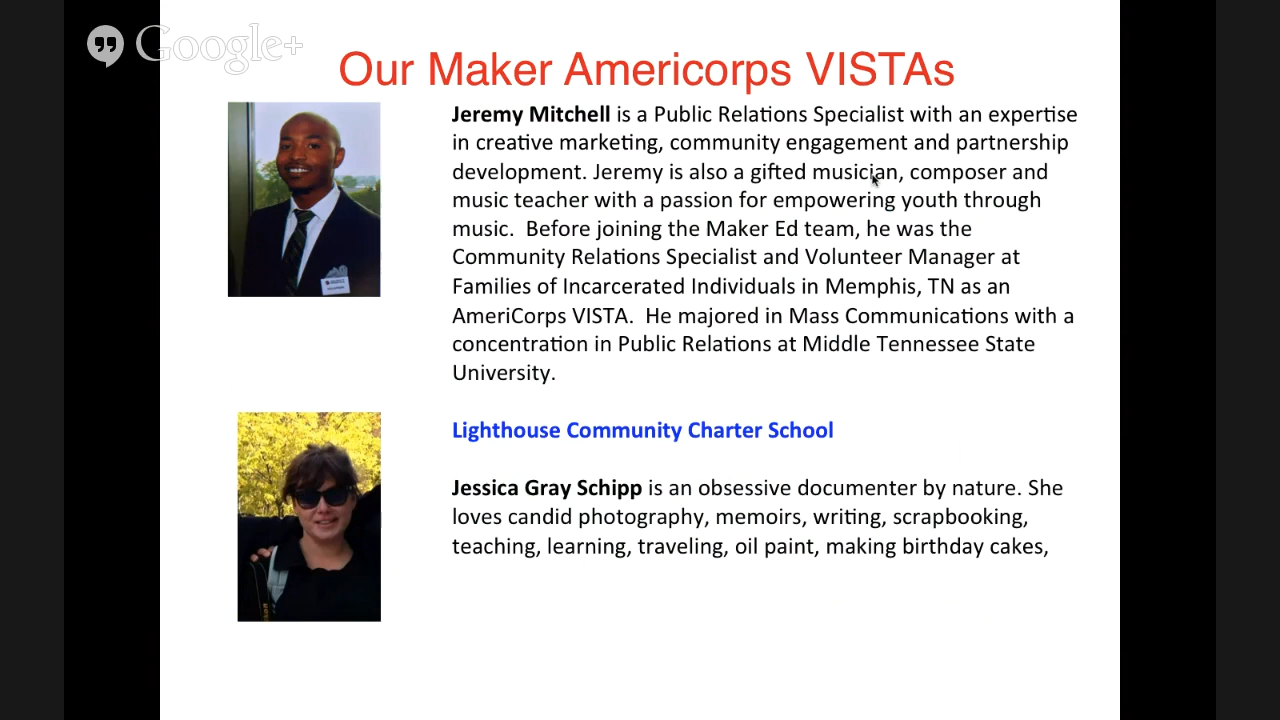 Google+
Our Maker Americorps VISTAs
Jeremy Mitchell is a Public Relations Specialist with an expertise
in creative marketing, community engagement and partnership
development. Jeremy is also a gifted musician, composer and
music teacher with a passion for empowering youth through
music.  Before joining the Maker Ed team, he was the
Community Relations Specialist and Volunteer Manager at
Families of Incarcerated Individuals in Memphis, TN as an
AmeriCorps VISTA.  He majored in Mass Communications with a
concentration in Public Relations at Middle Tennessee State
University.
Lighthouse Community Charter School
Jessica Gray Schipp is an obsessive documenter by nature. She
loves candid photography, memoirs, writing, scrapbooking,
teaching, learning, traveling, oil paint, making birthday cakes,